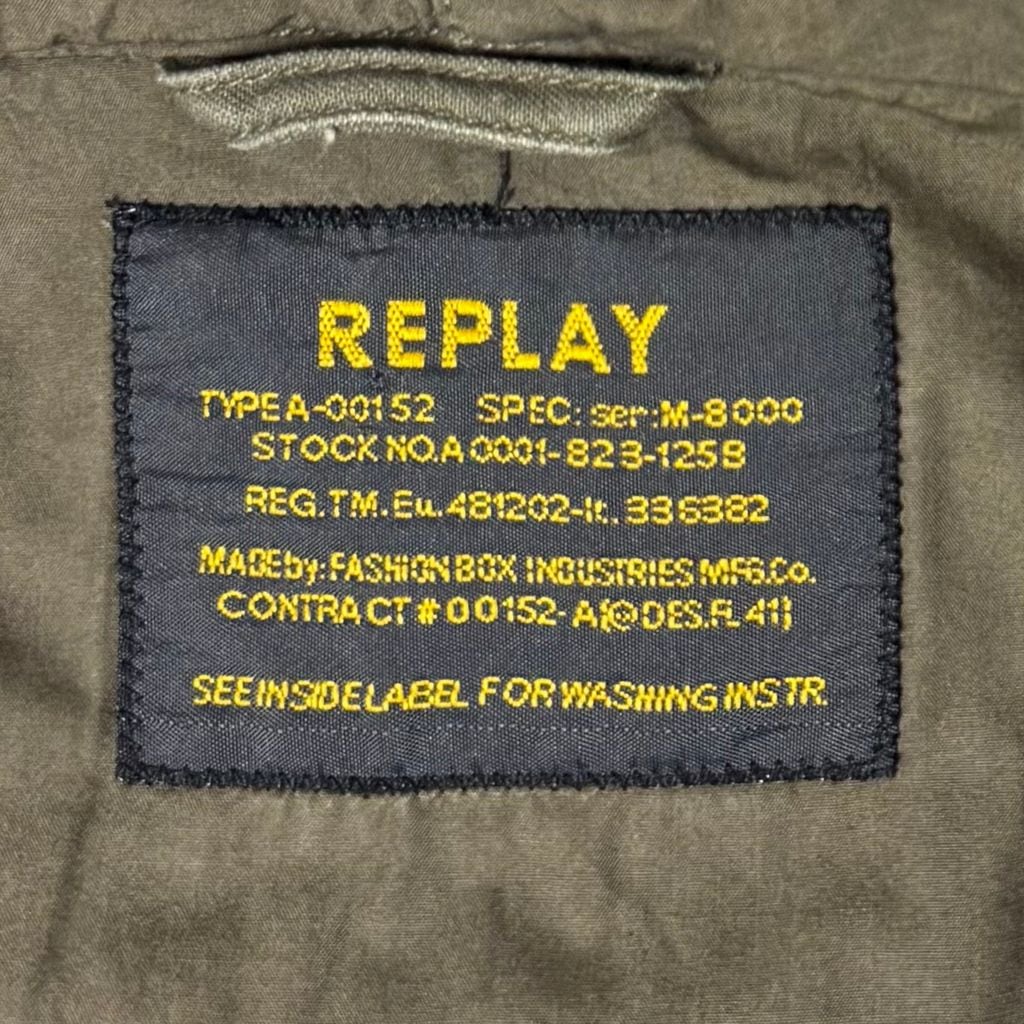 REPLAY
TYPE A-00152 SPEC: ser:M-8000
STOCK NO.A 0001-823-1258
REG.T M.Eu.481202-It.336382
MADE by:FASHION BOX INDUSTRIES MFG.Co.
CONTRACT # 00152-A(@DES.FL 41)
SEE INSIDE LABEL FOR WASHING INSTR.